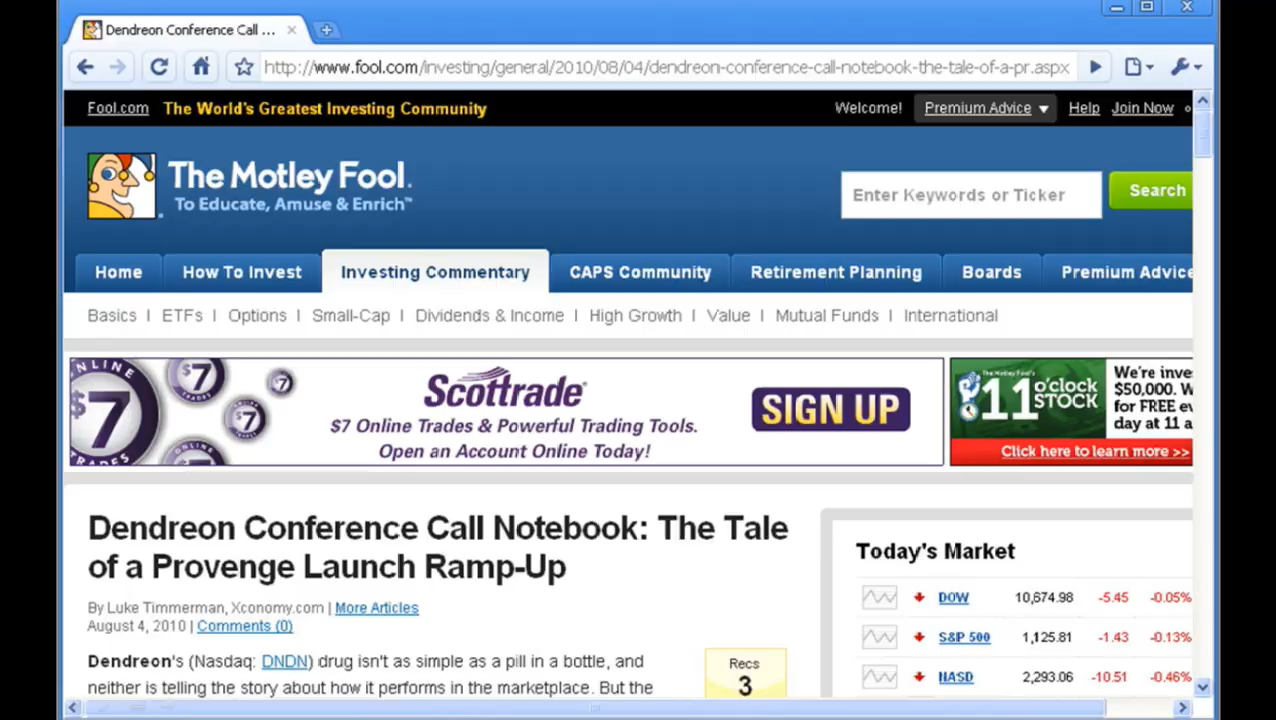 Dendreon Conference Call ...
http://www.fool.com/investing/general/2010/08/04/dendreon-conference-call-notebook-the-tale-of-a-pr.aspx
Fool.com The World's Greatest Investing Community
Welcome! Premium Advice Help Join Now
The Motley Fool.
To Educate, Amuse & Enrich™
Enter Keywords or Ticker
Search
Home How To Invest Investing Commentary CAPS Community Retirement Planning Boards Premium Advice
Basics | ETFs | Options | Small-Cap | Dividends & Income | High Growth | Value | Mutual Funds | International
ONLINE
$7
TRADES
$7
$7
$7
Scottrade®
$7 Online Trades & Powerful Trading Tools.
Open an Account Online Today!
SIGN UP
The Motley Fool's
11 o'clock STOCK
We're inve
$50,000. W
for FREE ev
day at 11 a
Click here to learn more >>
Dendreon Conference Call Notebook: The Tale
of a Provenge Launch Ramp-Up
By Luke Timmerman, Xconomy.com | More Articles
August 4, 2010 | Comments (0)
Dendreon's (Nasdaq: DNDN) drug isn't as simple as a pill in a bottle, and
neither is telling the story about how it performs in the marketplace. But the
Recs
3
Today's Market
DOW 10,674.98 -5.45 -0.05%
S&P 500 1,125.81 -1.43 -0.13%
NASD 2,293.06 -10.51 -0.46%